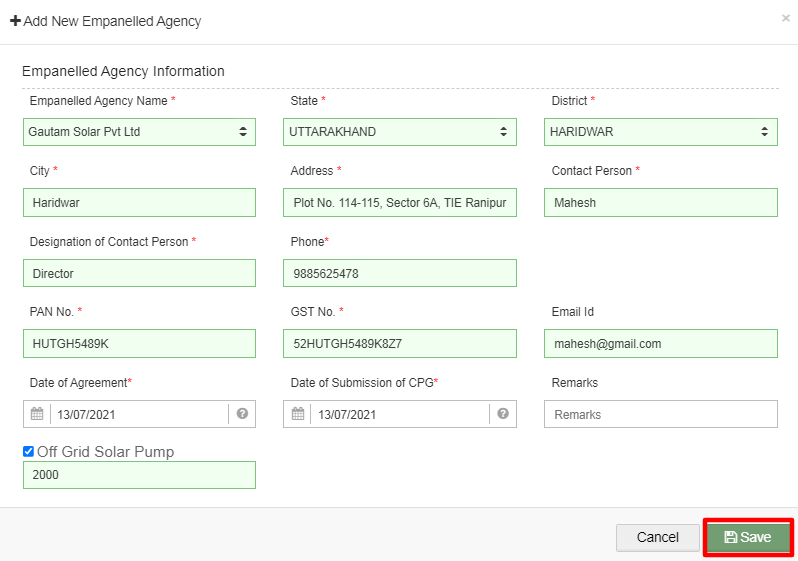 Add New Empanelled Agency
×
Empanelled Agency Information
Empanelled Agency Name * State * District *
Gautam Solar Pvt Ltd UTTARAKHAND HARIDWAR
City * Address * Contact Person *
Haridwar Plot No. 114-115, Sector 6A, TIE Ranipur Mahesh
Designation of Contact Person * Phone*
Director 9885625478
PAN No. * GST No. * Email Id
HUTGH5489K 52HUTGH5489K8Z7 mahesh@gmail.com
Date of Agreement* Date of Submission of CPG* Remarks
13/07/2021 ? 13/07/2021 ? Remarks
Off Grid Solar Pump
2000
Cancel Save